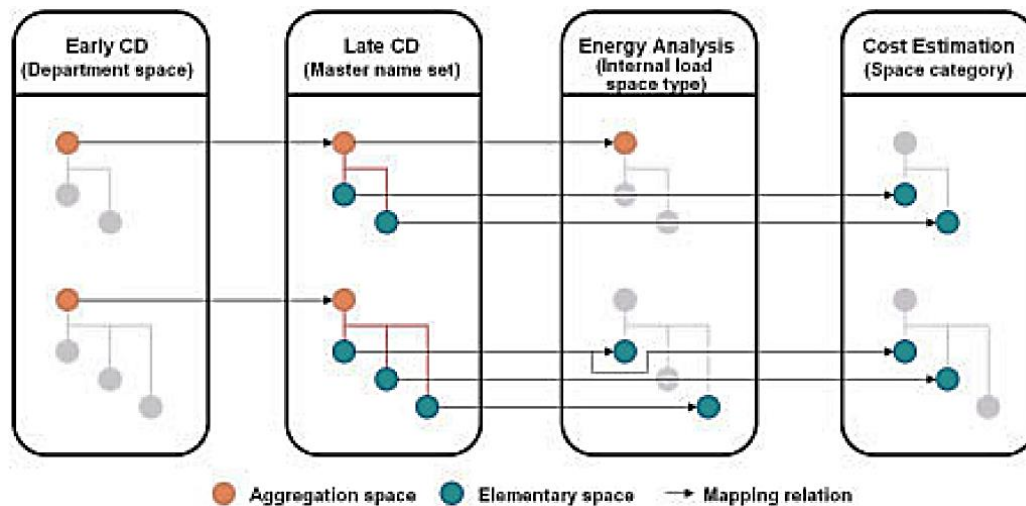 Early CD
(Department space)
Late CD
(Master name set)
Energy Analysis
(Internal load
space type)
Cost Estimation
(Space category)
Aggregation space
Elementary space
Mapping relation